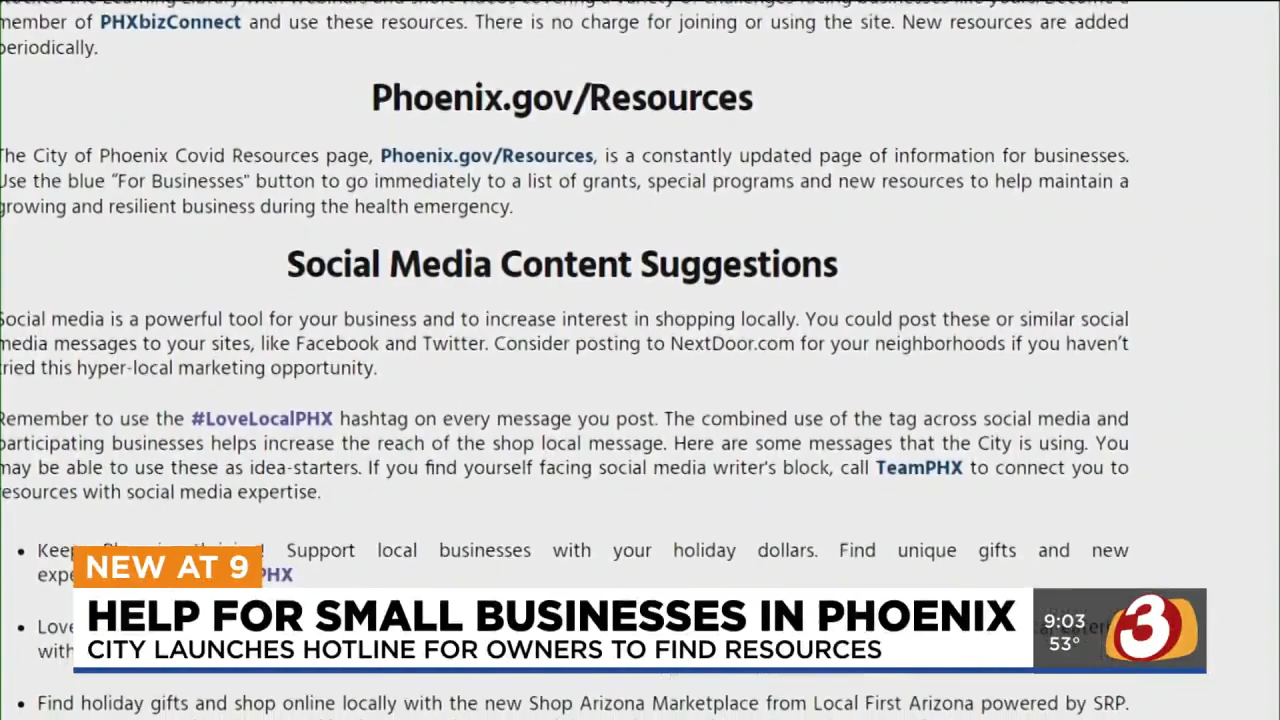 member of PHXbizConnect and use these resources. There is no charge for joining or using the site. New resources are added
periodically.
Phoenix.gov/Resources
The City of Phoenix Covid Resources page, Phoenix.gov/Resources, is a constantly updated page of information for businesses.
Use the blue “For Businesses" button to go immediately to a list of grants, special programs and new resources to help maintain a
growing and resilient business during the health emergency.
Social Media Content Suggestions
Social media is a powerful tool for your business and to increase interest in shopping locally. You could post these or similar social
media messages to your sites, like Facebook and Twitter. Consider posting to NextDoor.com for your neighborhoods if you haven’t
tried this hyper-local marketing opportunity.
Remember to use the #LoveLocalPHX hashtag on every message you post. The combined use of the tag across social media and
participating businesses helps increase the reach of the shop local message. Here are some messages that the City is using. You
may be able to use these as idea-starters. If you find yourself facing social media writer's block, call TeamPHX to connect you to
resources with social media expertise.
• Support local businesses with your holiday dollars. Find unique gifts and new
PHX
NEW AT 9
HELP FOR SMALL BUSINESSES IN PHOENIX
CITY LAUNCHES HOTLINE FOR OWNERS TO FIND RESOURCES
9:03
53°
3
• Find holiday gifts and shop online locally with the new Shop Arizona Marketplace from Local First Arizona powered by SRP.